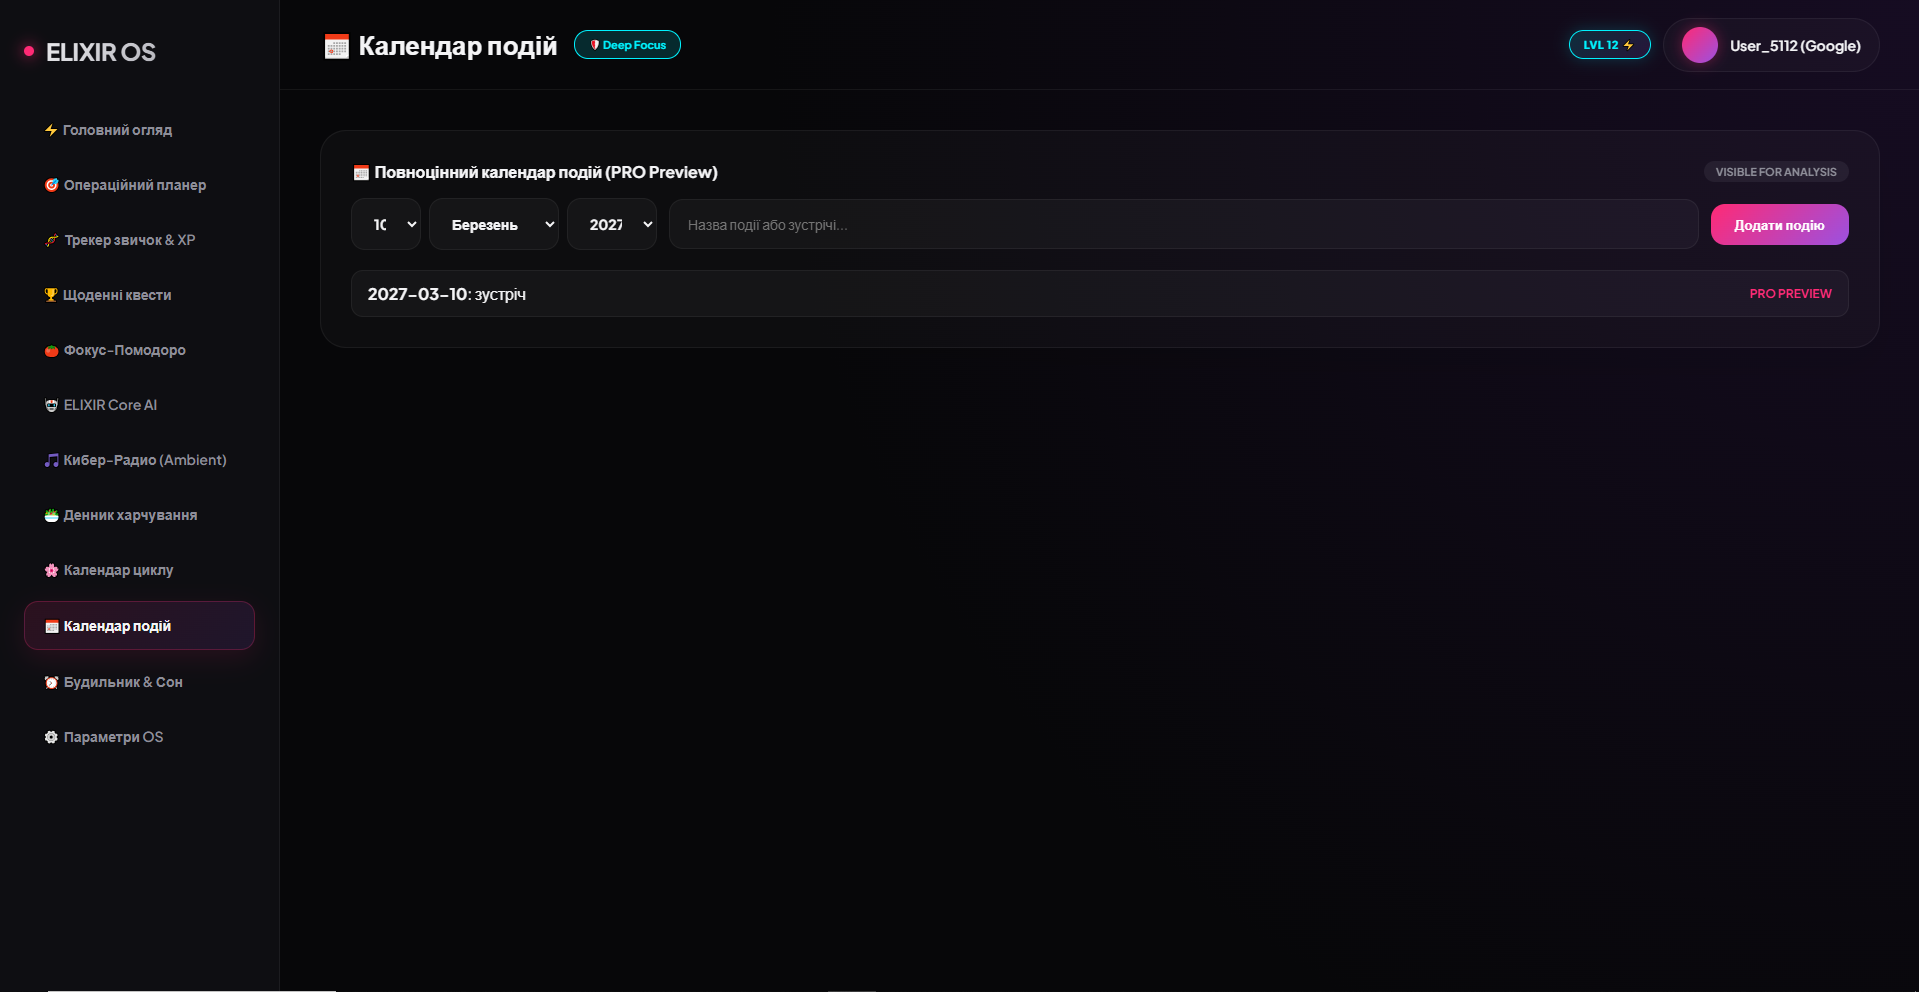 ELIXIR OS
⚡ Головний огляд
🎯 Операційний планер
🧬 Трекер звичок & XP
🏆 Щоденні квести
🍅 Фокус-Помодоро
🤖 ELIXIR Core AI
🎵 Кибер-Радио (Ambient)
🥗 Денник харчування
🌸 Календар циклу
📅 Календар подій
⏰ Будильник & Сон
⚙️ Параметри OS
📅 Календар подій
🛡️ Deep Focus
LVL 12 ⚡
User_5112 (Google)
📅 Повноцінний календар подій (PRO Preview)
VISIBLE FOR ANALYSIS
10 Березень 2027 Назва події або зустрічі... Додати подію
2027-03-10: зустріч
PRO PREVIEW